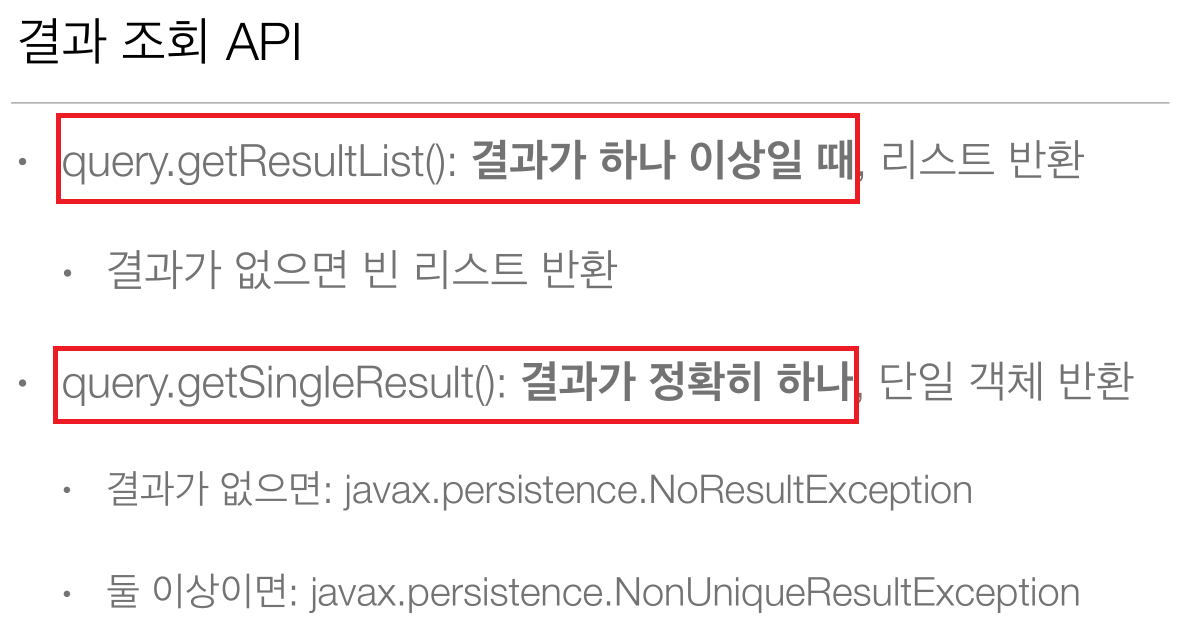 결과 조회 API
• query.getResultList(): 결과가 하나 이상일 때, 리스트 반환
• 결과가 없으면 빈 리스트 반환
• query.getSingleResult(): 결과가 정확히 하나, 단일 객체 반환
• 결과가 없으면: javax.persistence.NoResultException
• 둘 이상이면: javax.persistence.NonUniqueResultException